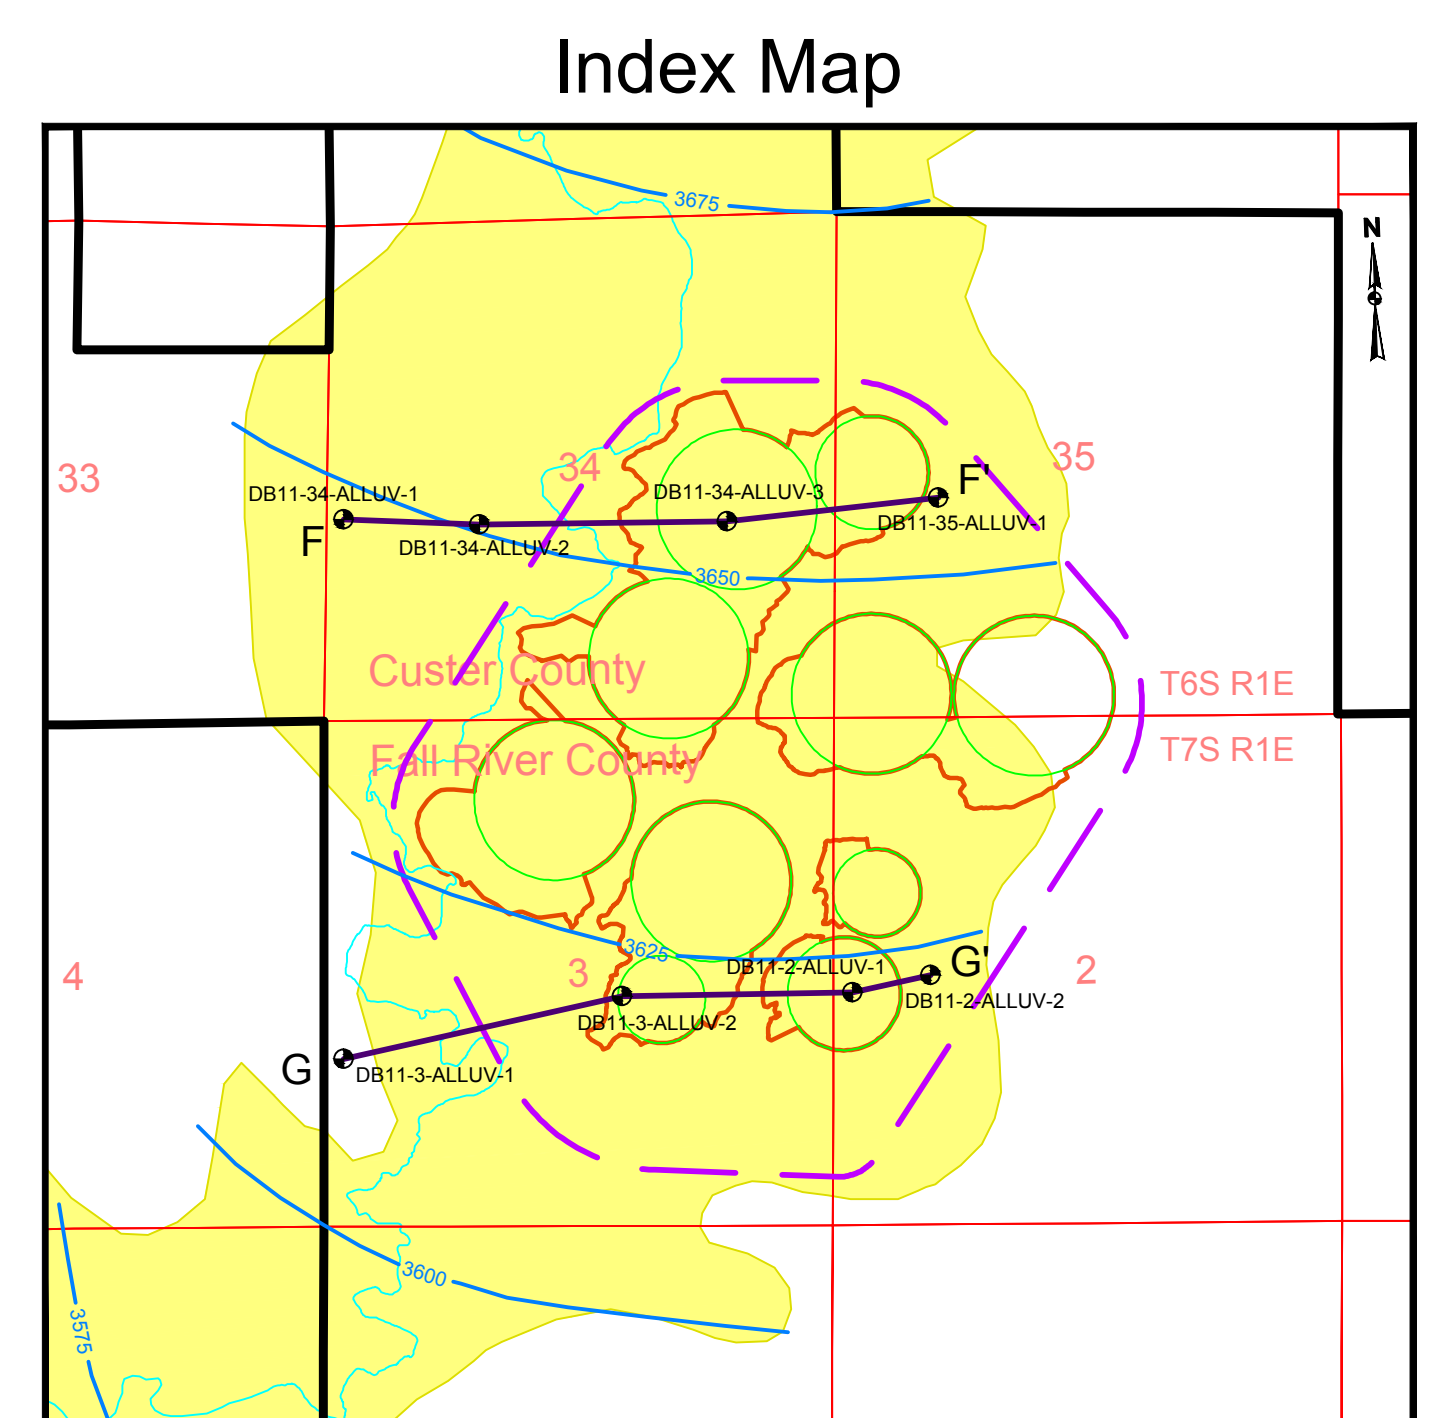 Index Map
3675
N
33
34
35
DB11-34-ALLUV-1
DB11-34-ALLUV-3
F'
DB11-35-ALLUV-1
F
DB11-34-ALLUV-2
3650
Custer County
T6S R1E
Fall River County
T7S R1E
3625
DB11-2-ALLUV-1
G'
4
3
2
DB11-2-ALLUV-2
DB11-3-ALLUV-2
G
DB11-3-ALLUV-1
3600
3575